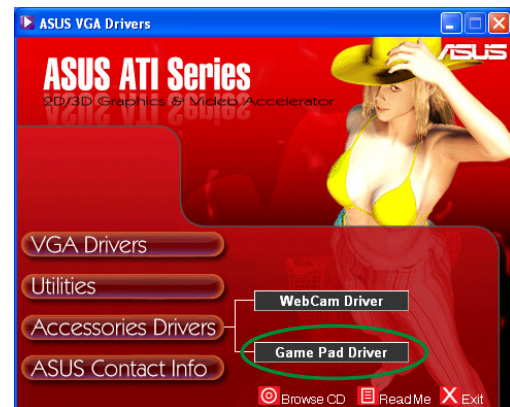 ASUS VGA Drivers
ASUS
ASUS ATI Series
2D/3D Graphics & Video Accelerator
VGA Drivers
Utilities
Accessories Drivers
ASUS Contact Info
WebCam Driver
Game Pad Driver
Browse CD ReadMe X Exit